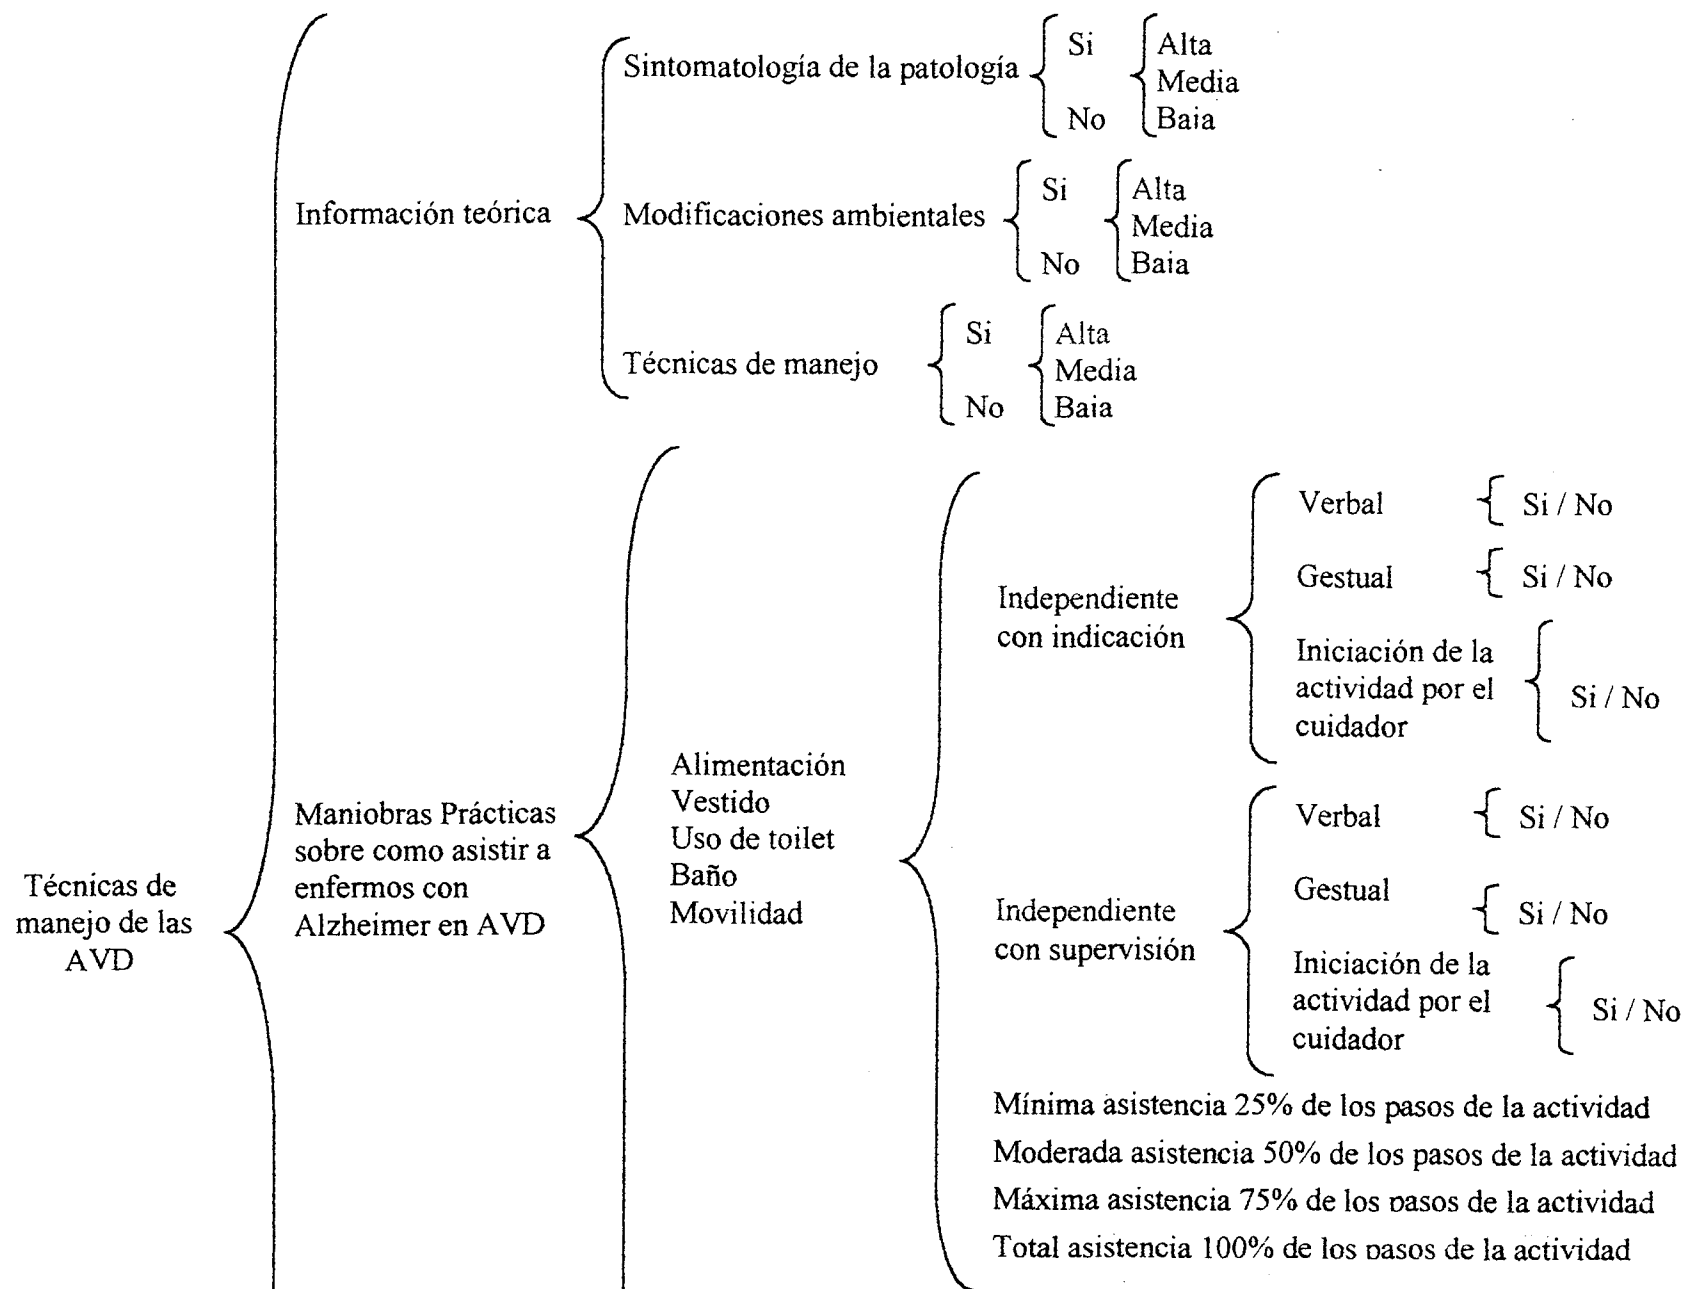 Sintomatología de la patología
Si
No
Alta
Media
Baia
Información teórica
Modificaciones ambientales
Si
No
Alta
Media
Baia
Técnicas de manejo
Si
No
Alta
Media
Baia
Técnicas de
manejo de las
AVD
Maniobras Prácticas
sobre como asistir a
enfermos con
Alzheimer en AVD
Alimentación
Vestido
Uso de toilet
Baño
Movilidad
Independiente
con indicación
Verbal
Si / No
Gestual
Si / No
Iniciación de la
actividad por el
cuidador
Si / No
Independiente
con supervisión
Verbal
Si / No
Gestual
Si / No
Iniciación de la
actividad por el
cuidador
Si / No
Mínima asistencia 25% de los pasos de la actividad
Moderada asistencia 50% de los pasos de la actividad
Máxima asistencia 75% de los pasos de la actividad
Total asistencia 100% de los pasos de la actividad